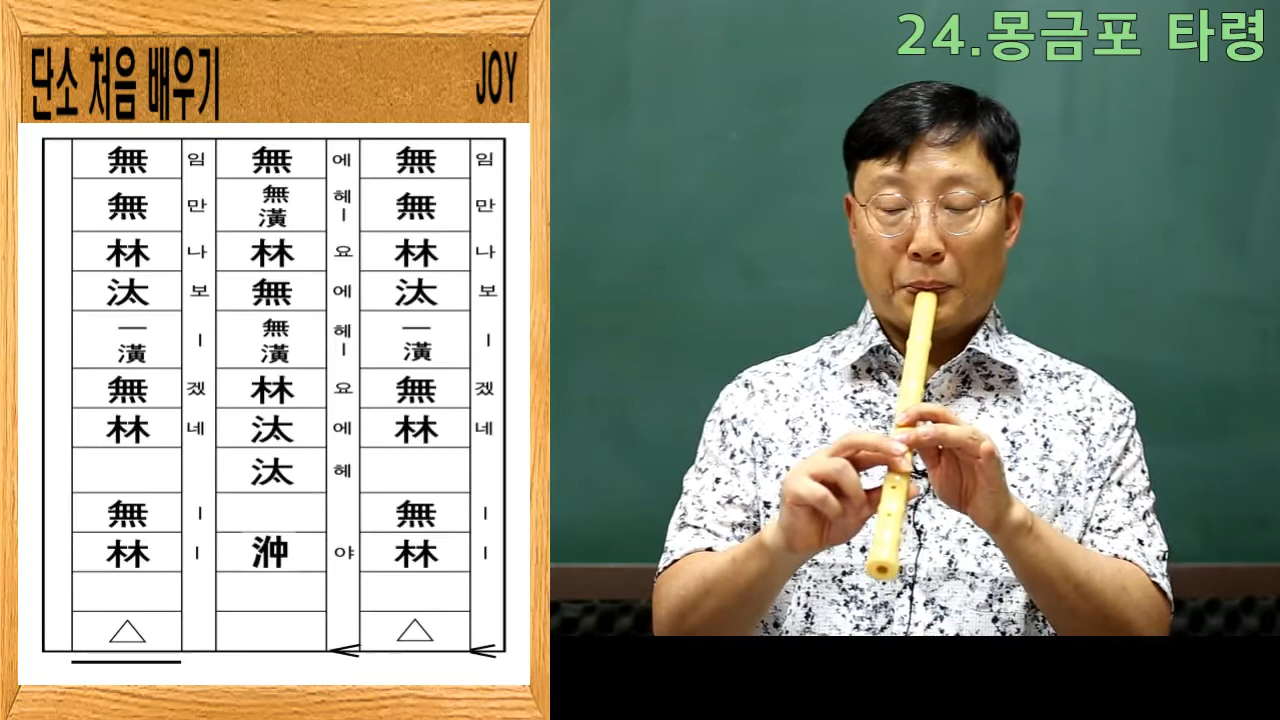 단소 처음 배우기
JOY
24.몽금포 타령
無 無 林 汰 一 潢 無 林 無 林 △
임 만 나 보 ㅣ 겠 네 ㅣ ㅣ
無 無 潢 林 無 無 潢 林 汰 汰 㳞
에 헤 ㅣ 요 에 헤 ㅣ 요 에 헤 야
無 無 林 汰 一 潢 無 林 無 林 △
임 만 나 보 ㅣ 겠 네 ㅣ ㅣ